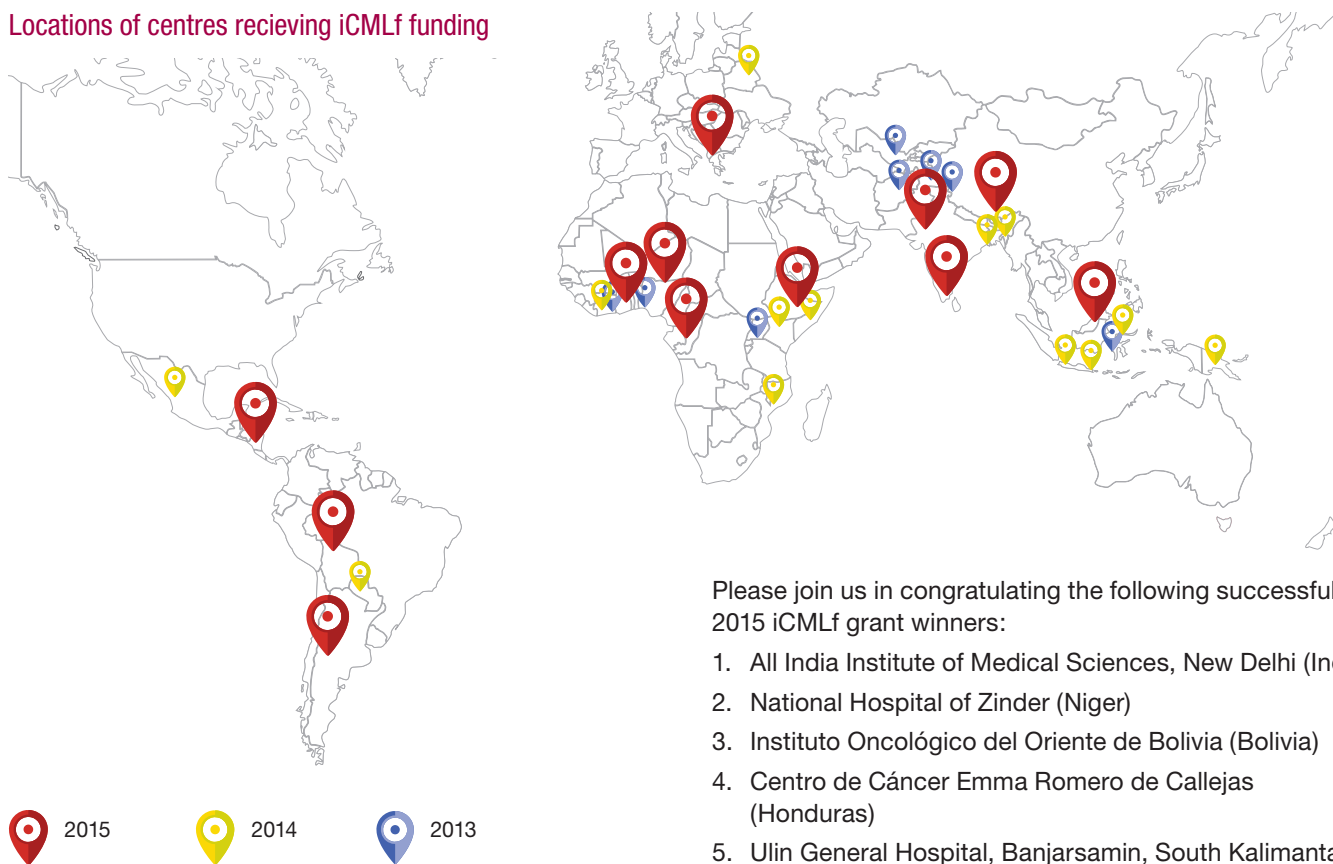 Locations of centres recieving iCMLf funding
2015
2014
2013
Please join us in congratulating the following successful
2015 iCMLf grant winners:
1. All India Institute of Medical Sciences, New Delhi (In
2. National Hospital of Zinder (Niger)
3. Instituto Oncológico del Oriente de Bolivia (Bolivia)
4. Centro de Cáncer Emma Romero de Callejas
(Honduras)
5. Ulin General Hospital, Banjarsamin, South Kalimanta